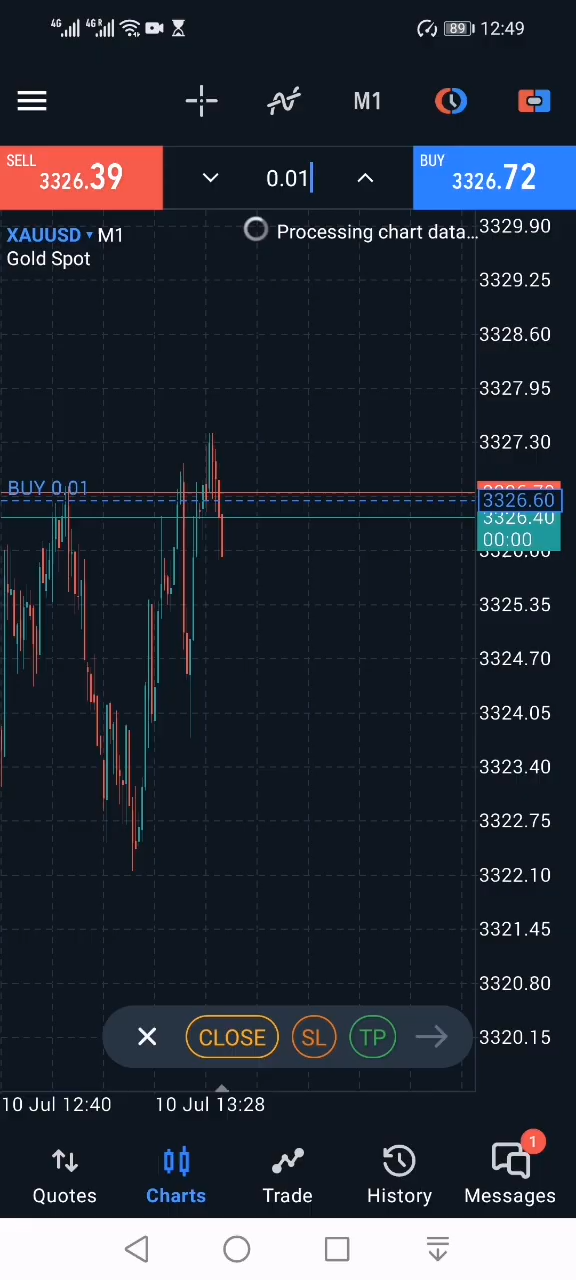 4G 4G R 89 12:49
M1
SELL
3326.39
0.01
BUY
3326.72
XAUUSD M1
Gold Spot
Processing chart data...
3329.90
3329.25
3328.60
3327.95
3327.30
BUY 0.01
3326.60
3326.40
00:00
3325.35
3324.70
3324.05
3323.40
3322.75
3322.10
3321.45
3320.80
3320.15
CLOSE SL TP
10 Jul 12:40 10 Jul 13:28
1
Quotes Charts Trade History Messages